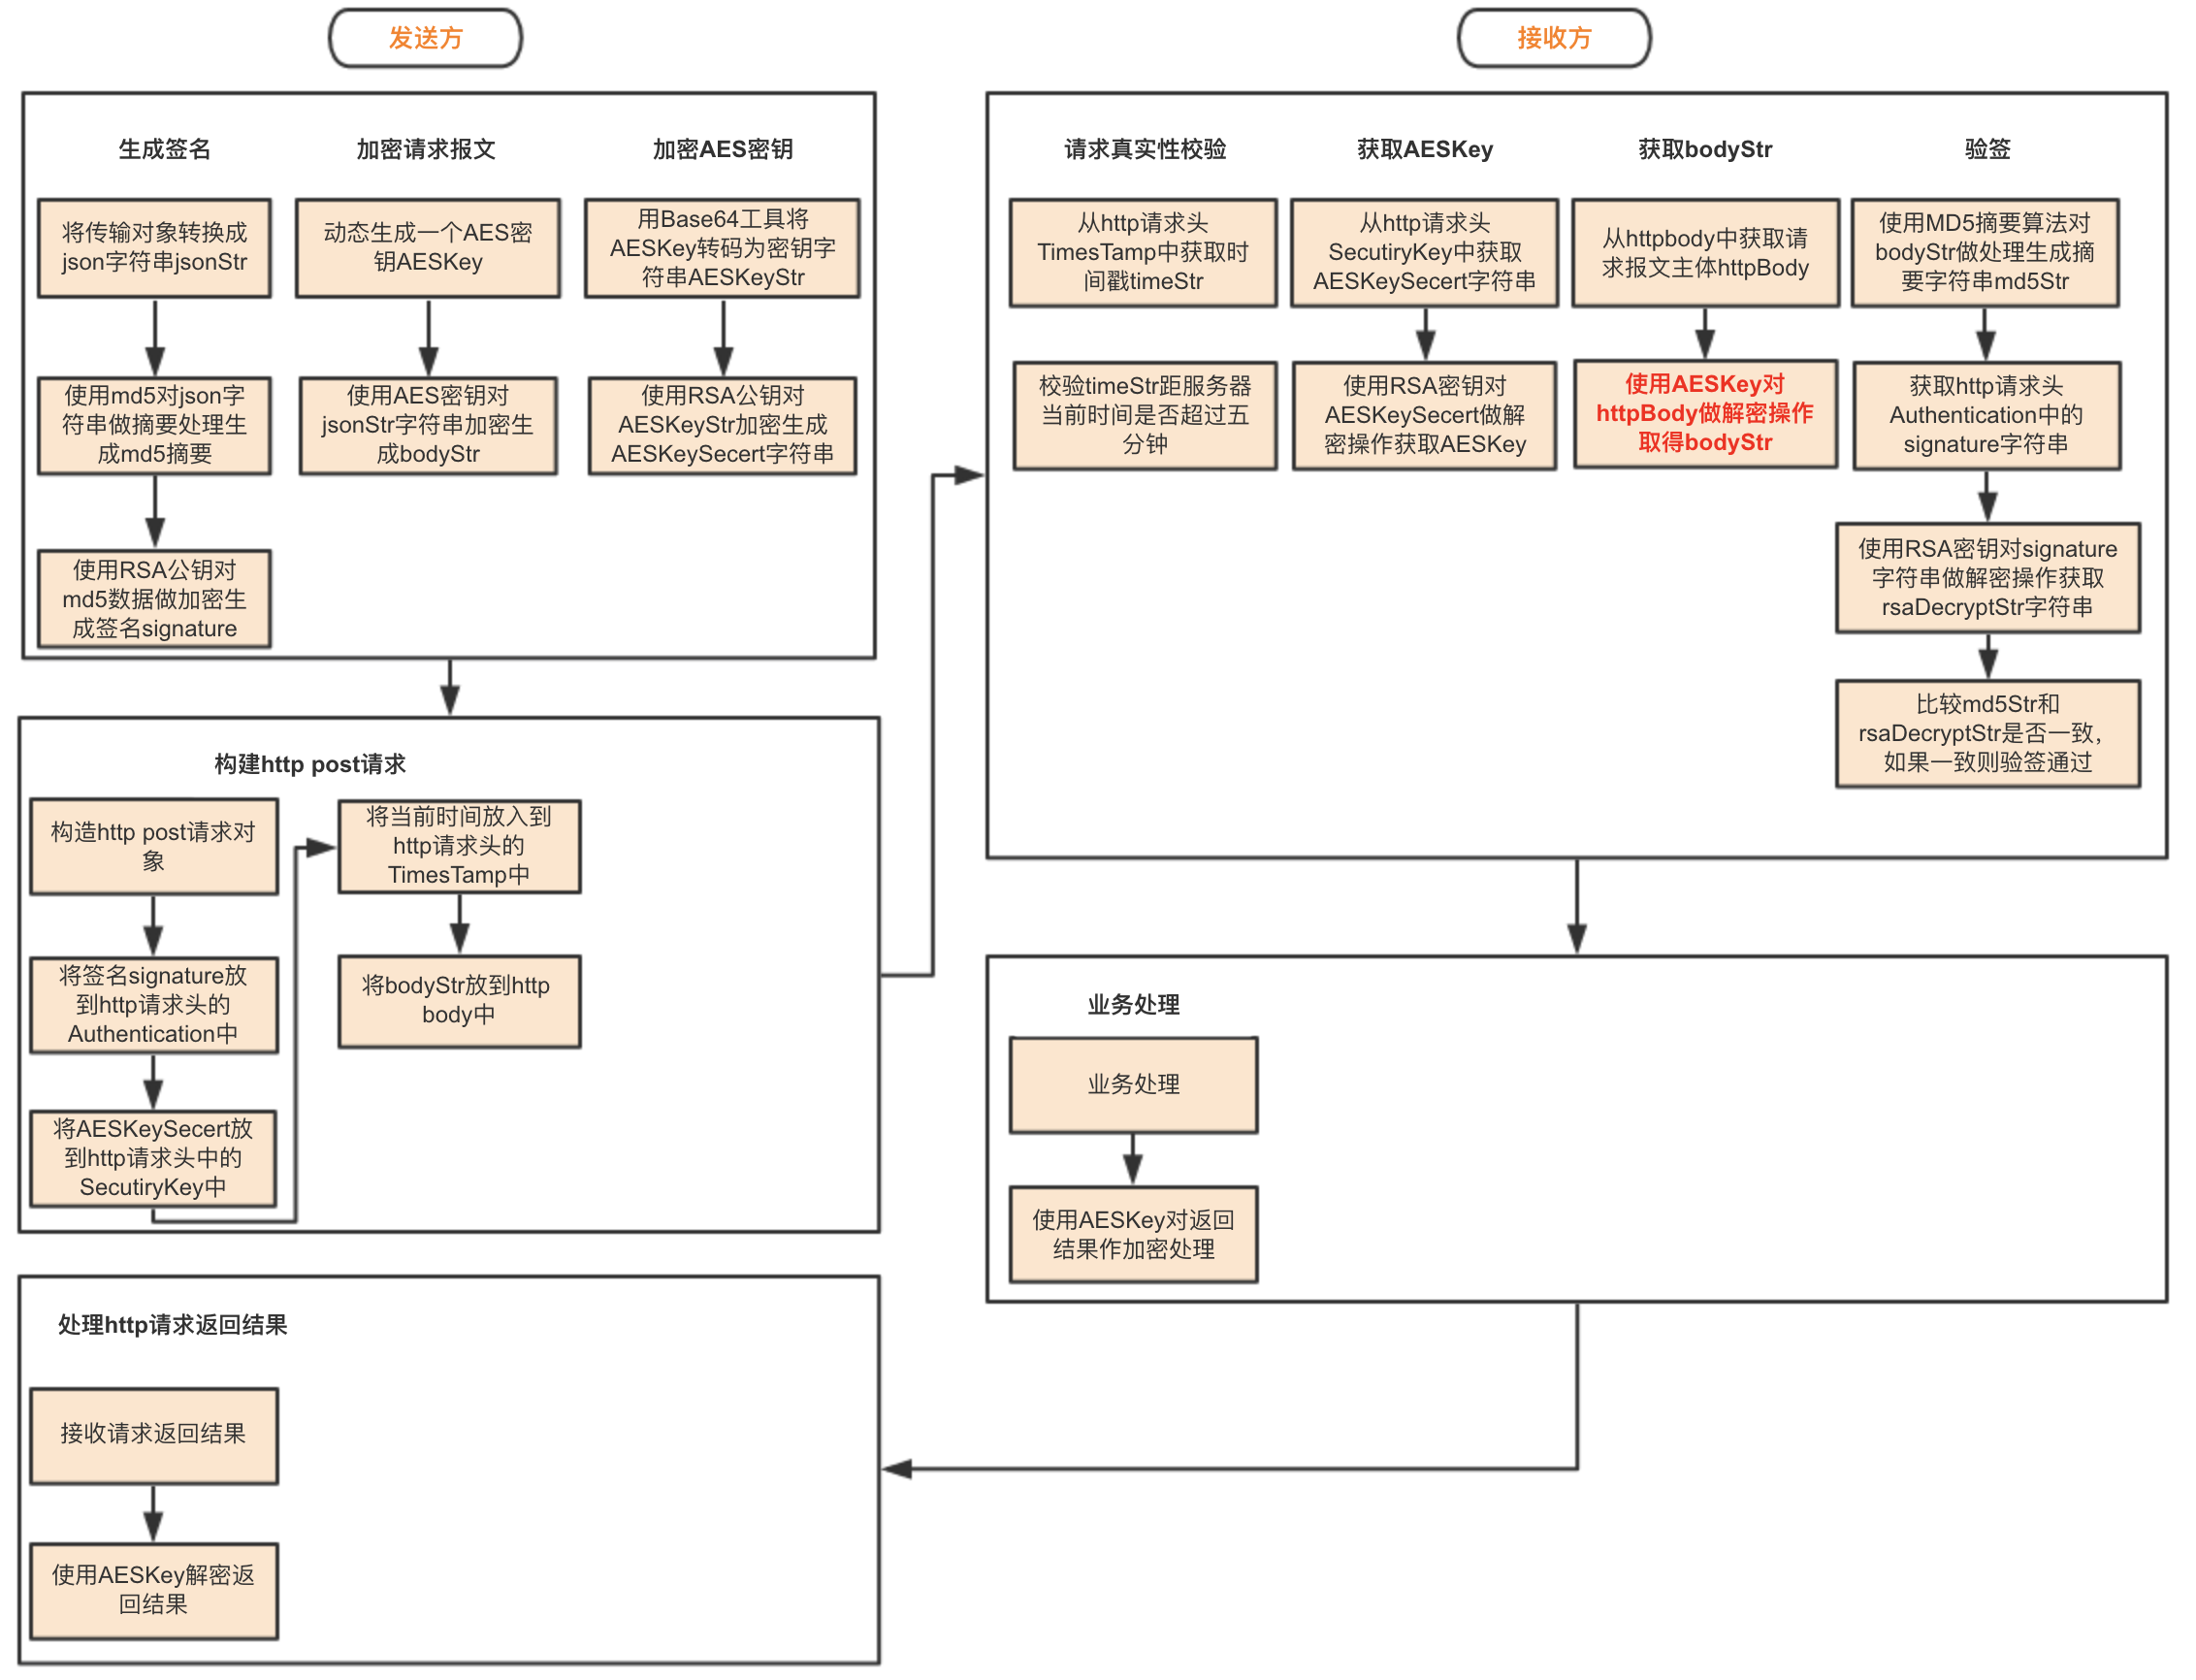 发送方
生成签名
将传输对象转换成
json字符串jsonStr
使用md5对json字
符串做摘要处理生
成md5摘要
使用RSA公钥对
md5数据做加密生
成签名signature
加密请求报文
动态生成一个AES密
钥AESKey
使用AES密钥对
jsonStr字符串加密生
成bodyStr
加密AES密钥
用Base64工具将
AESKey转码为密钥字
符串AESKeyStr
使用RSA公钥对
AESKeyStr加密生成
AESKeySecert字符串
构建http post请求
构造http post请求对
象
将签名signature放
到http请求头的
Authentication中
将AESKeySecert放
到http请求头中的
SecutiryKey中
将当前时间放入到
http请求头的
TimesTamp中
将bodyStr放到http
body中
接收方
请求真实性校验
从http请求头
TimesTamp中获取时
间戳timeStr
校验timeStr距服务器
当前时间是否超过五
分钟
获取AESKey
从http请求头
SecutiryKey中获取
AESKeySecert字符串
使用RSA密钥对
AESKeySecert做解
密操作获取AESKey
获取bodyStr
从httpbody中获取请
求报文主体httpBody
使用AESKey对
httpBody做解密操作
取得bodyStr
验签
使用MD5摘要算法对
bodyStr做处理生成摘
要字符串md5Str
获取http请求头
Authentication中的
signature字符串
使用RSA密钥对signature
字符串做解密操作获取
rsaDecryptStr字符串
比较md5Str和
rsaDecryptStr是否一致，
如果一致则验签通过
业务处理
业务处理
使用AESKey对返回
结果作加密处理
处理http请求返回结果
接收请求返回结果
使用AESKey解密返
回结果